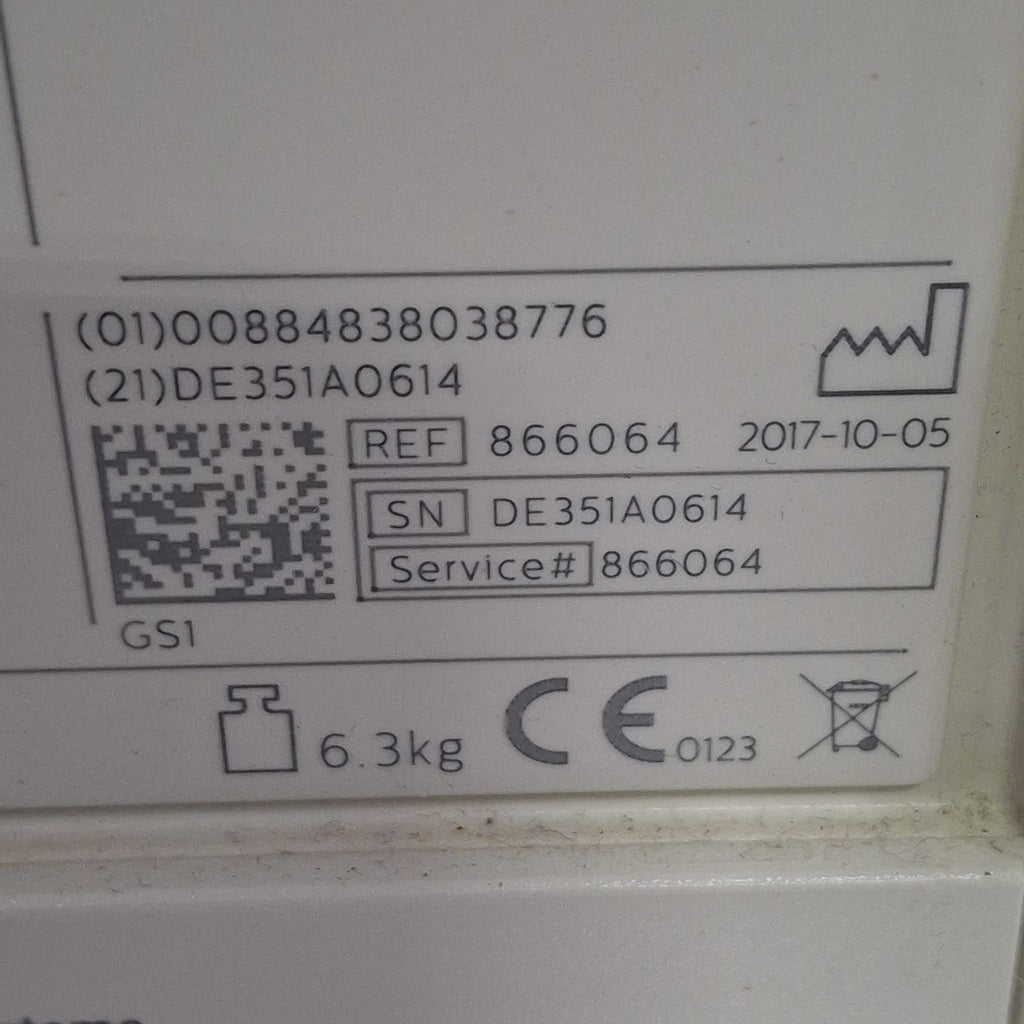 (01)00884838038776
(21)DE351A0614
REF 866064 2017-10-05
SN DE351A0614
Service# 866064
GS1
6.3kg CE 0123